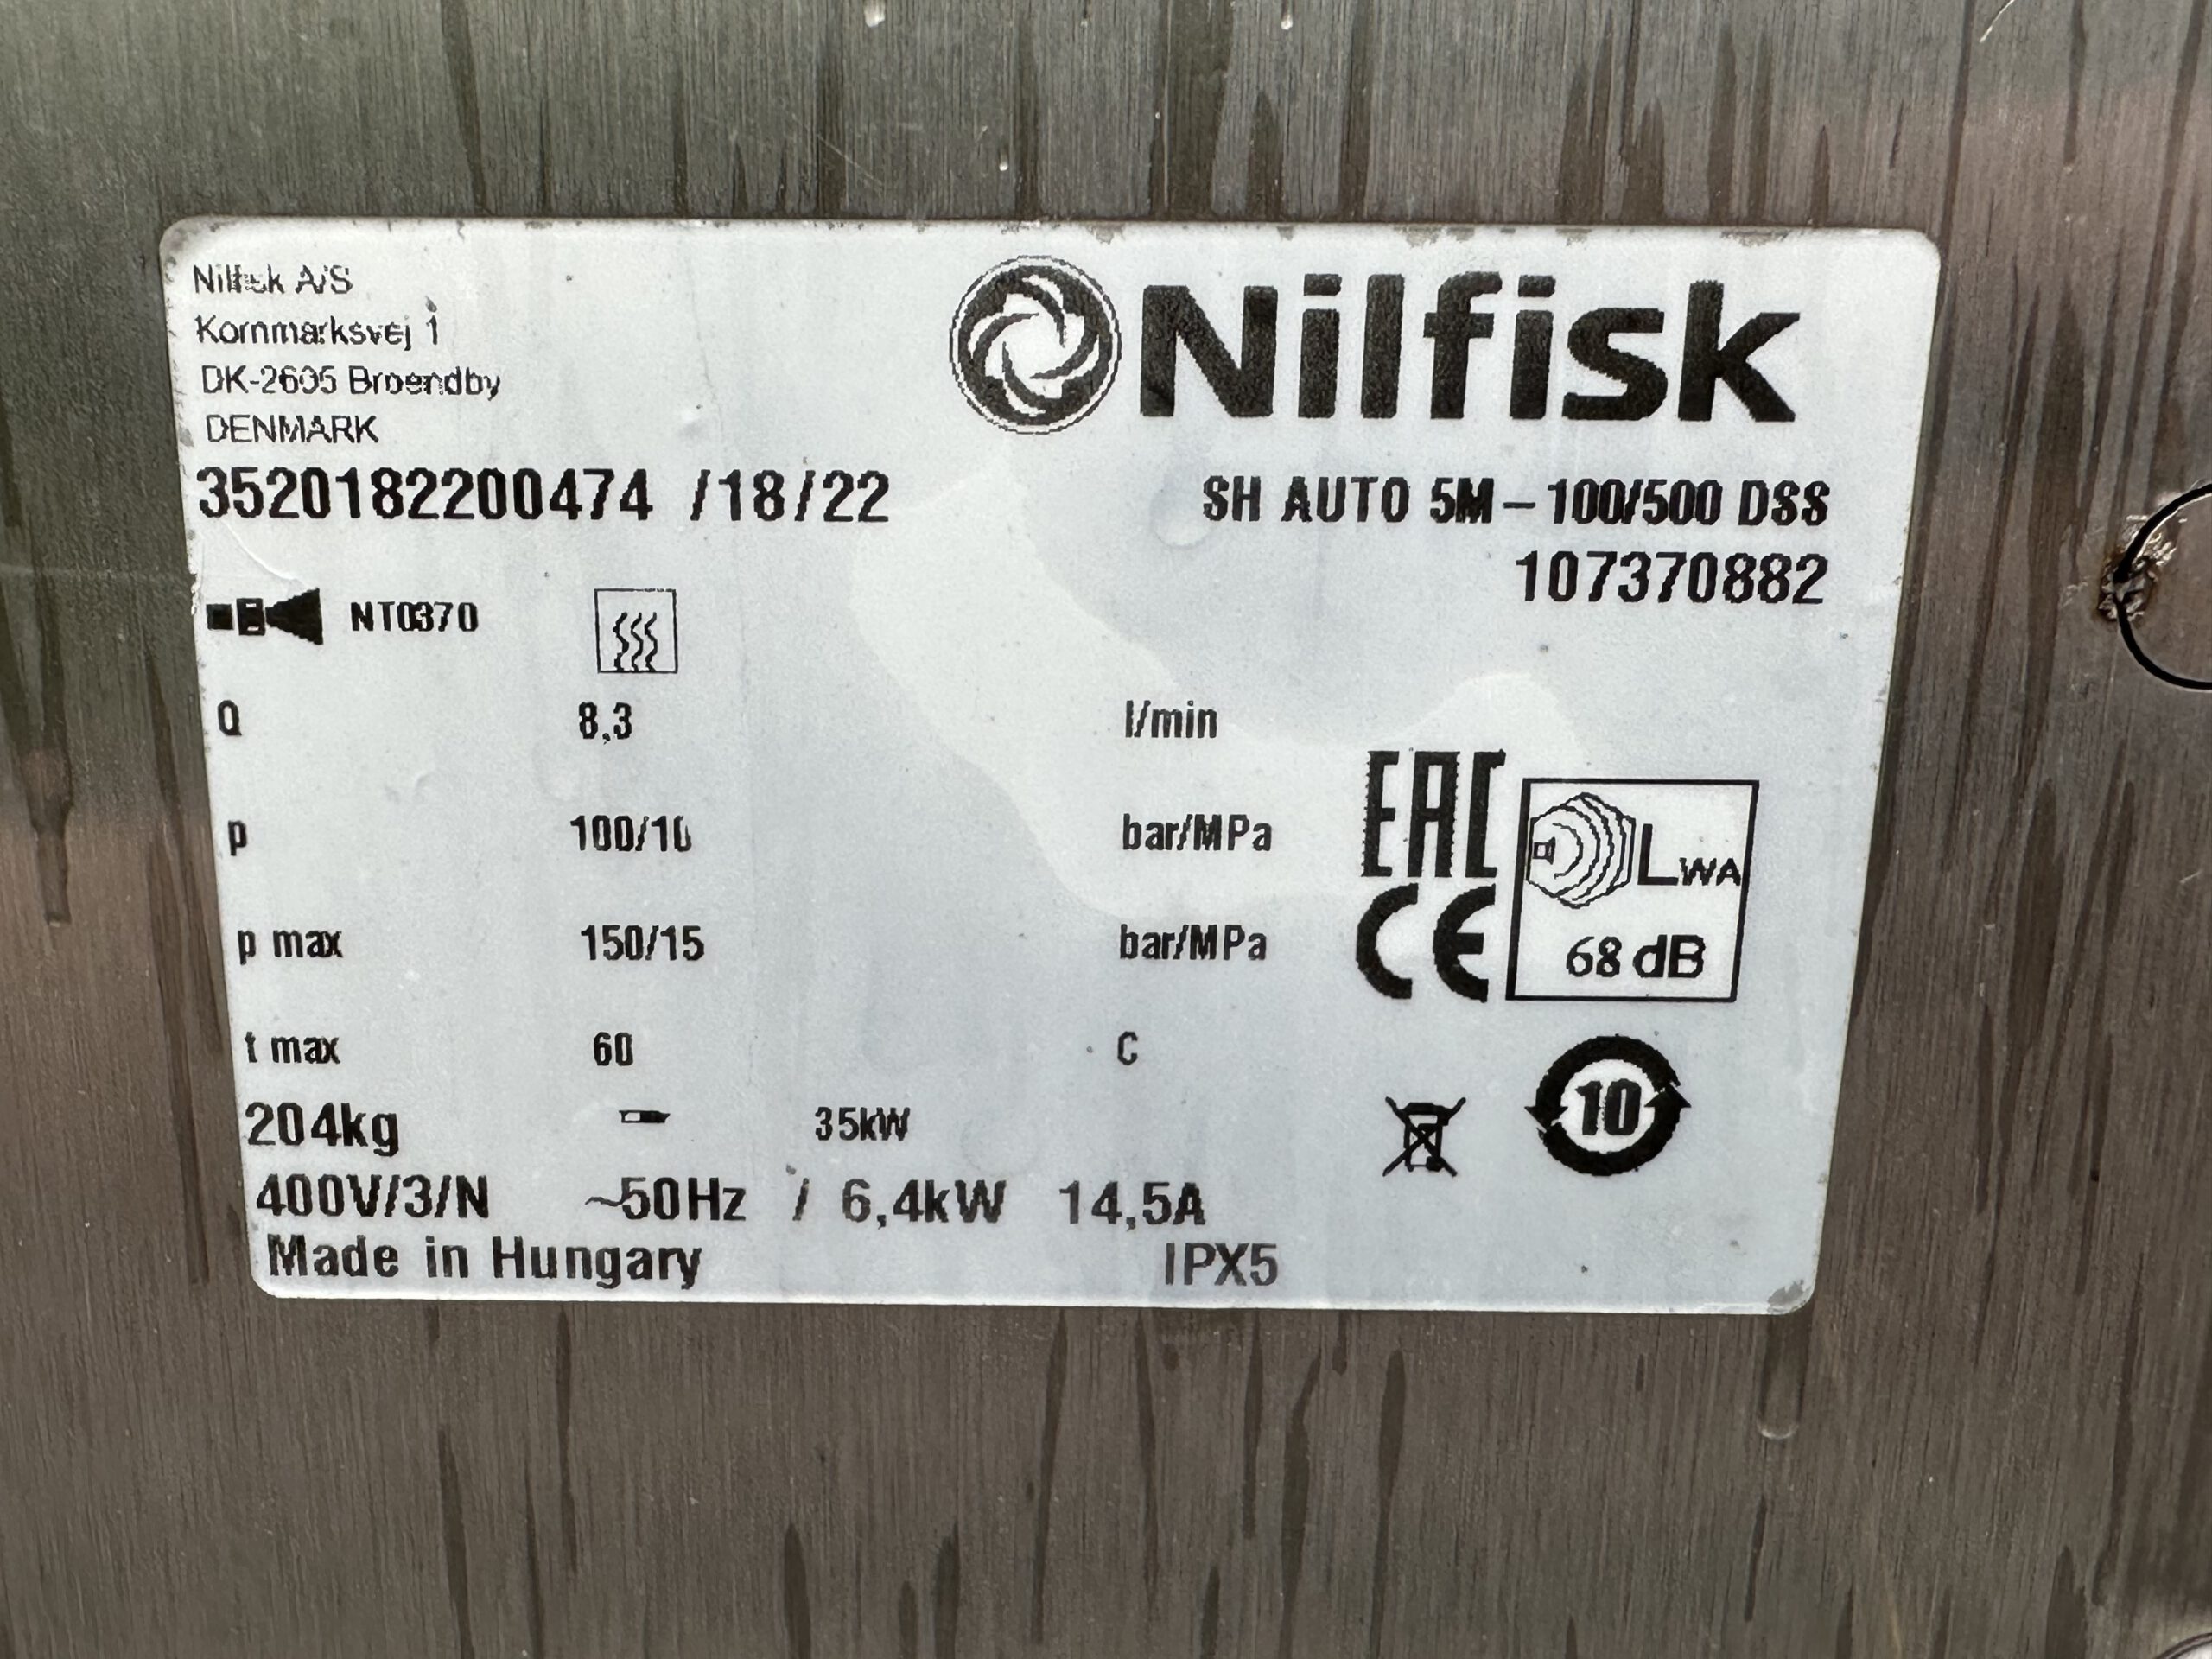 Nilfisk A/S
Kornmarksvej 1
DK-2605 Broendby
DENMARK
Nilfisk
3520182200474 /18/22
SH AUTO 5M - 100/500 DSS
107370882
NT0370
Q 8,3 l/min
p 100/10 bar/MPa
p max 150/15 bar/MPa
t max 60 C
EAC
CE
LWA
68 dB
10
204kg 35kW
400V/3/N ~50Hz / 6,4kW 14,5A
Made in Hungary IPX5